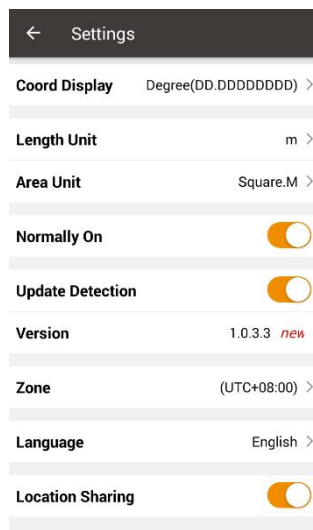 Settings
Coord Display Degree(DD.DDDDDDDD) >
Length Unit m >
Area Unit Square.M >
Normally On
Update Detection
Version 1.0.3.3 new
Zone (UTC+08:00) >
Language English >
Location Sharing